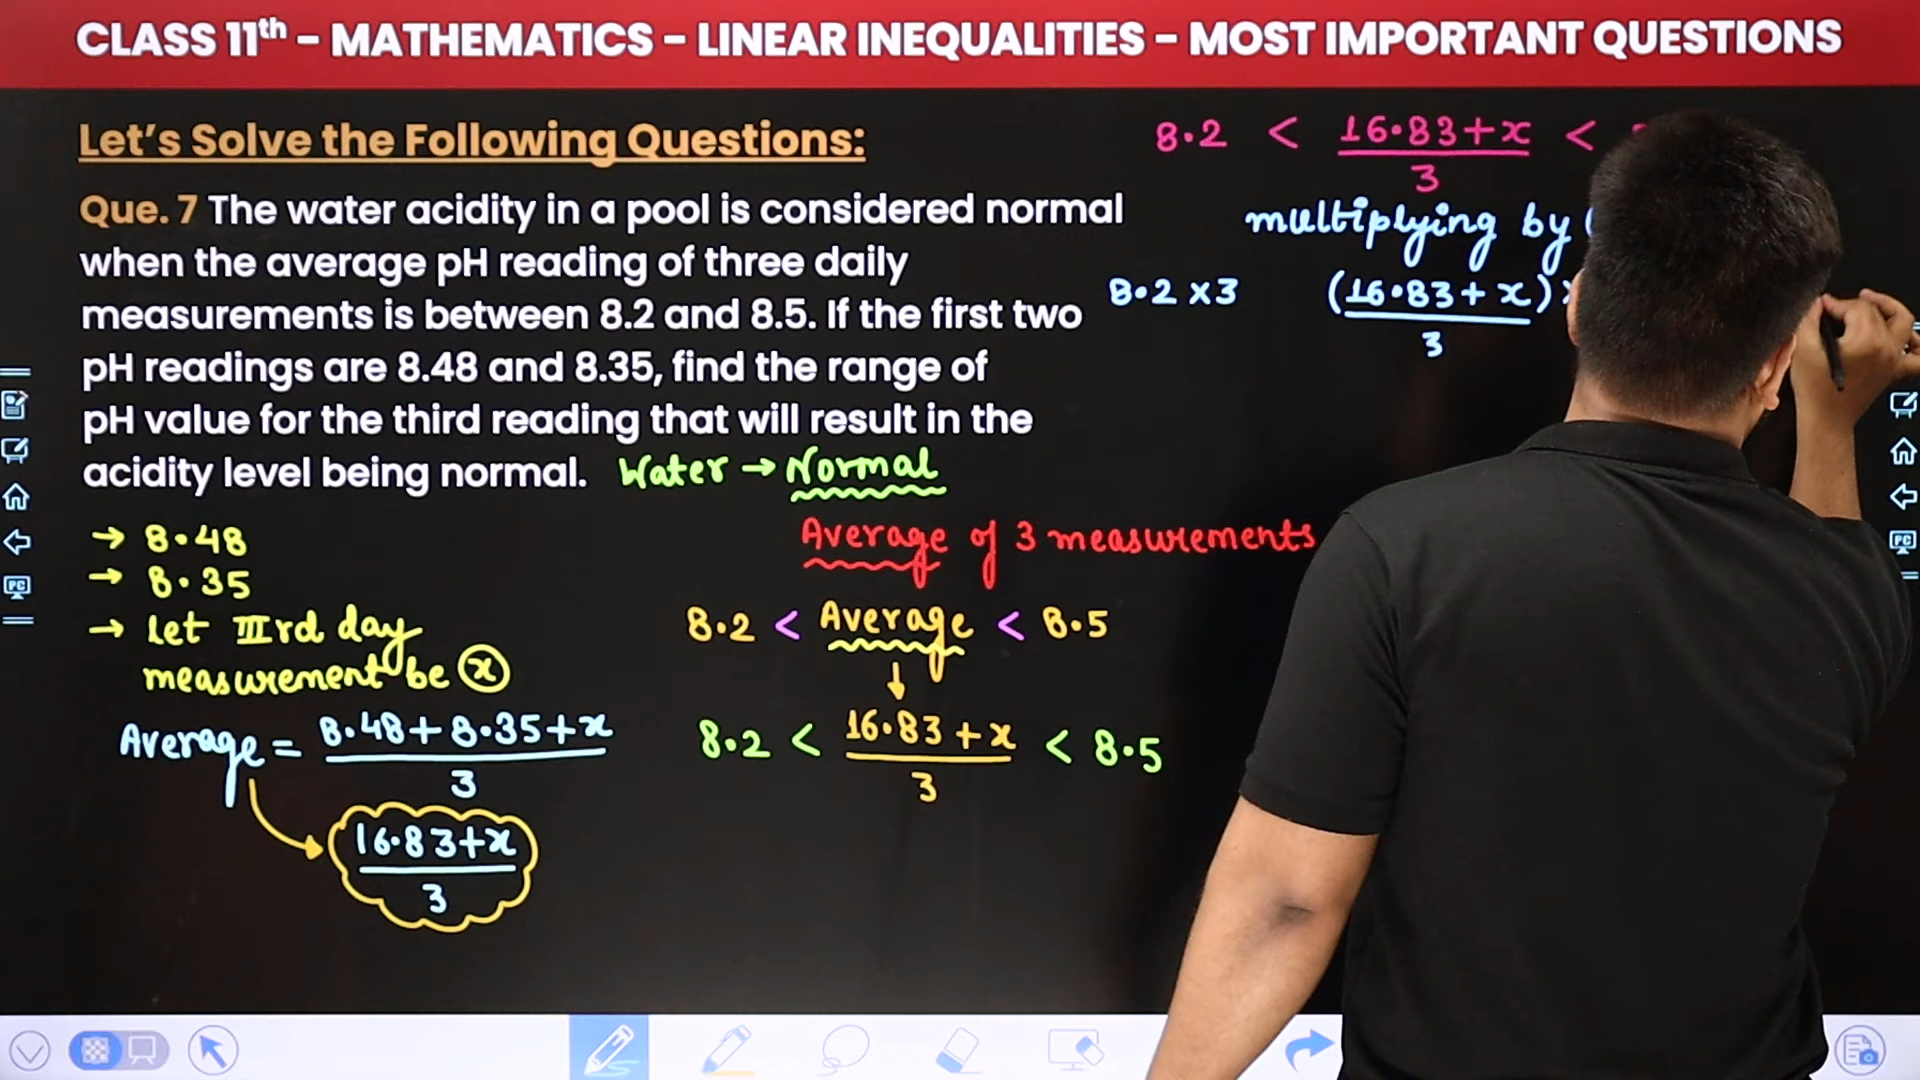 CLASS 11th - MATHEMATICS - LINEAR INEQUALITIES - MOST IMPORTANT QUESTIONS
Let's Solve the Following Questions:
Que. 7 The water acidity in a pool is considered normal
when the average pH reading of three daily
measurements is between 8.2 and 8.5. If the first two
pH readings are 8.48 and 8.35, find the range of
pH value for the third reading that will result in the
acidity level being normal.
Water → Normal
→ 8.48
→ 8.35
→ Let IIIrd day
measurement be x
Average = 8.48 + 8.35 + x
3
16.83 + x
3
Average of 3 measurements
8.2 < Average < 8.5
↓
8.2 < 16.83 + x < 8.5
3
8.2 < 16.83 + x <
3
multiplying by
8.2 x 3 (16.83 + x)
3
PC
PC